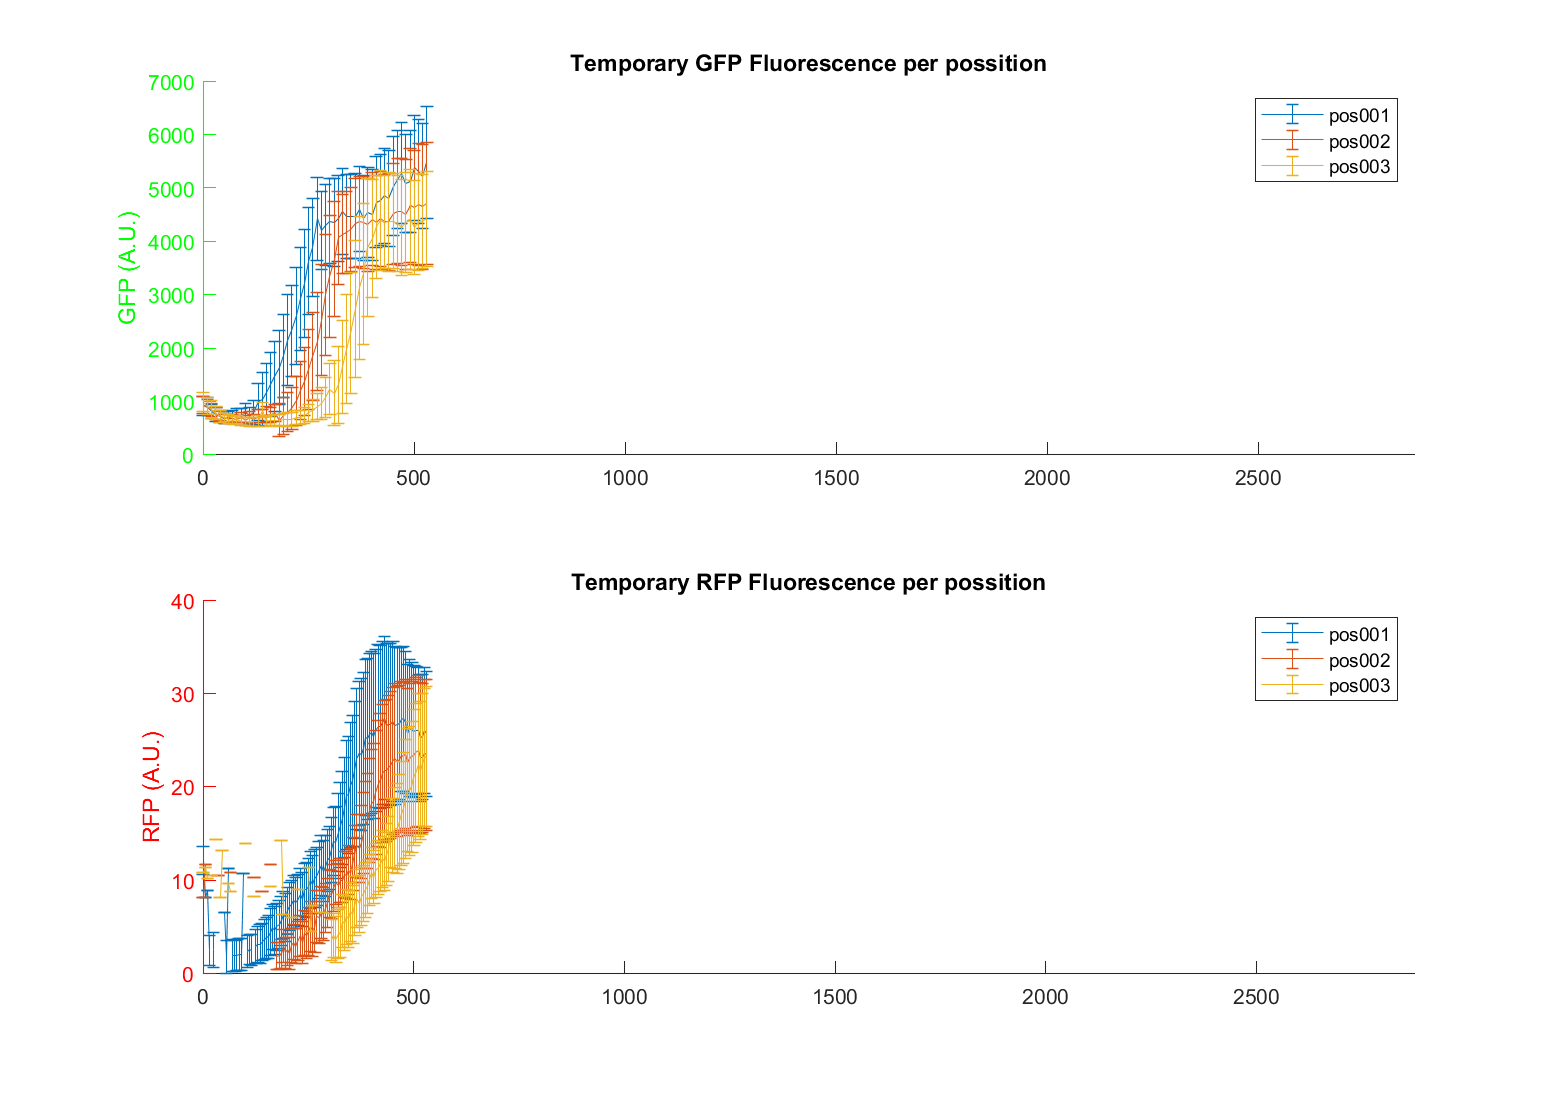 Temporary GFP Fluorescence per possition
7000
6000
5000
4000
3000
2000
1000
0
GFP (A.U.)
0 500 1000 1500 2000 2500
pos001
pos002
pos003
Temporary RFP Fluorescence per possition
40
30
20
10
0
RFP (A.U.)
0 500 1000 1500 2000 2500
pos001
pos002
pos003